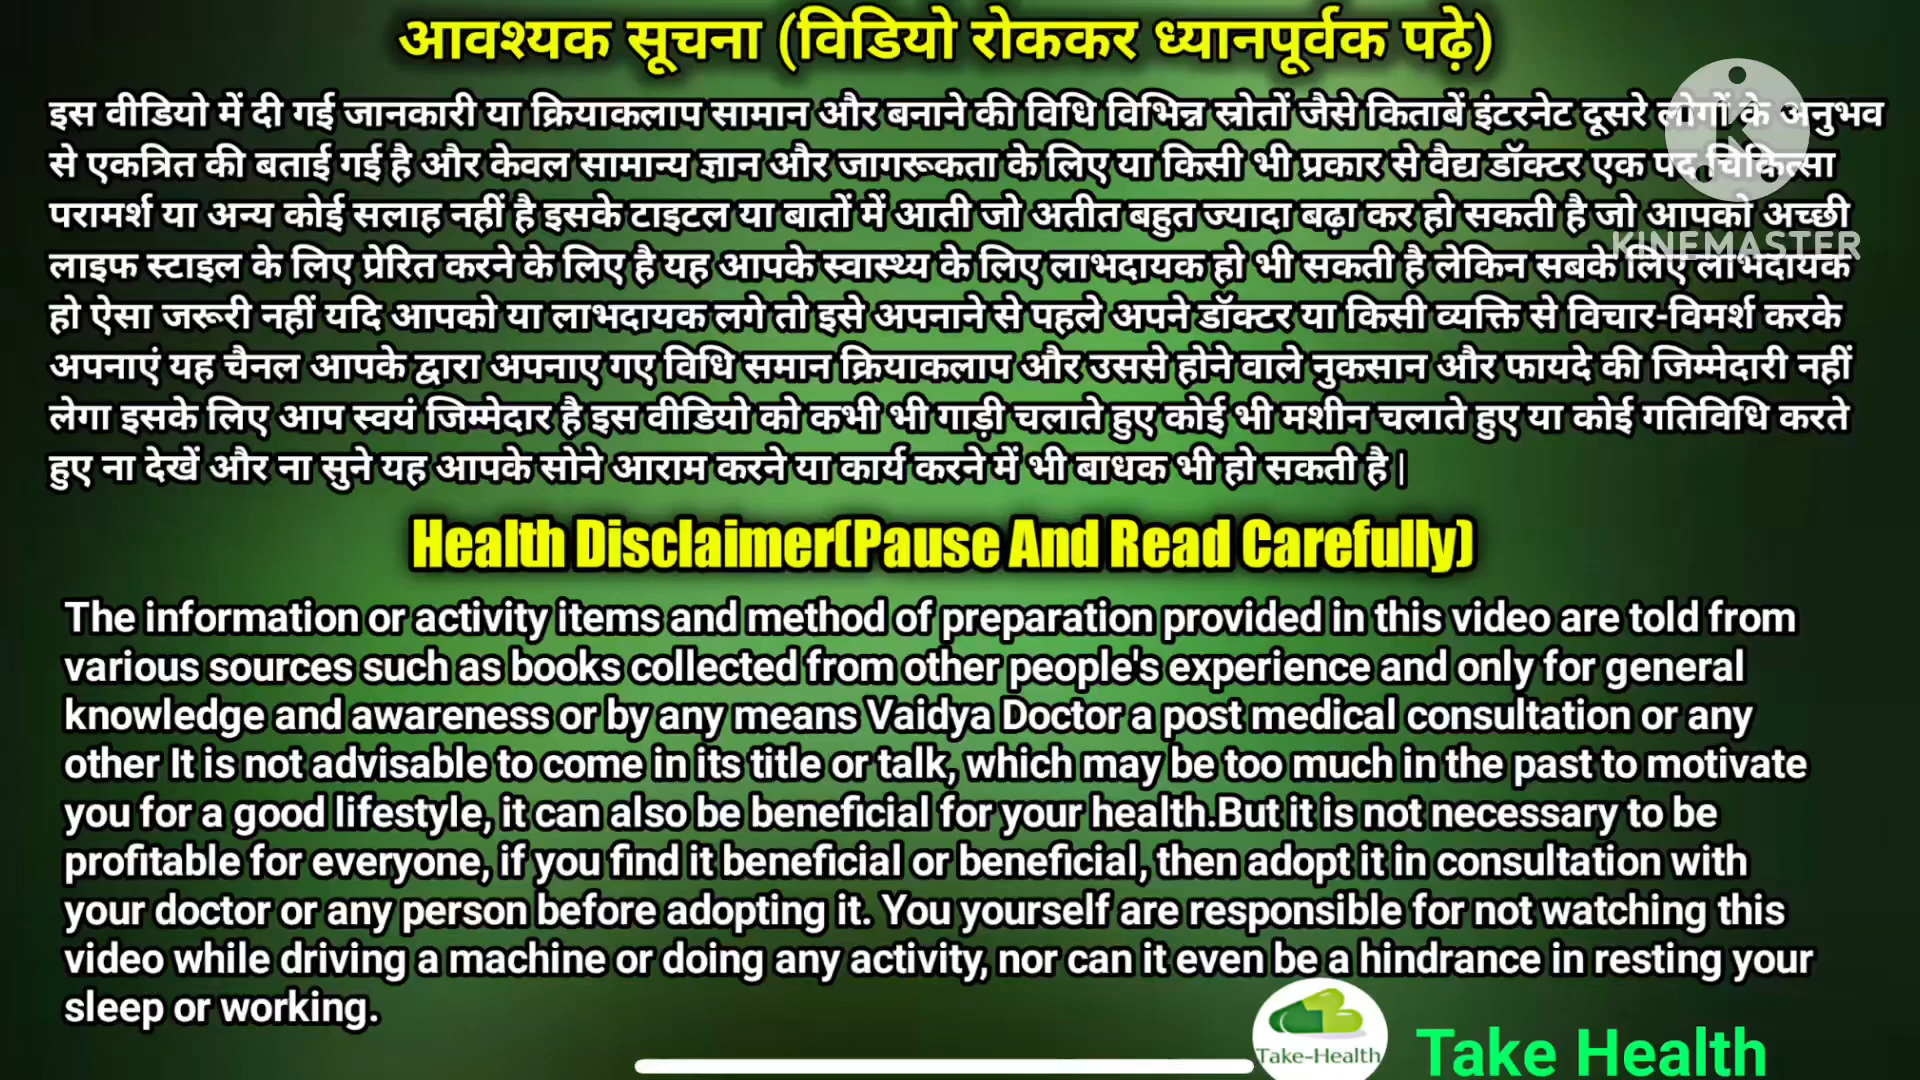 आवश्यक सूचना (विडियो रोककर ध्यानपूर्वक पढ़े)
इस वीडियो में दी गई जानकारी या क्रियाकलाप सामान और बनाने की विधि विभिन्न स्रोतों जैसे किताबें इंटरनेट दूसरे लोगों के अनुभव
से एकत्रित की बताई गई है और केवल सामान्य ज्ञान और जागरूकता के लिए या किसी भी प्रकार से वैद्य डॉक्टर एक पद चिकित्सा
परामर्श या अन्य कोई सलाह नहीं है इसके टाइटल या बातों में आती जो अतीत बहुत ज्यादा बढ़ा कर हो सकती है जो आपको अच्छी
लाइफ स्टाइल के लिए प्रेरित करने के लिए है यह आपके स्वास्थ्य के लिए लाभदायक हो भी सकती है लेकिन सबके लिए लाभदायक
हो ऐसा जरूरी नहीं यदि आपको या लाभदायक लगे तो इसे अपनाने से पहले अपने डॉक्टर या किसी व्यक्ति से विचार-विमर्श करके
अपनाएं यह चैनल आपके द्वारा अपनाए गए विधि समान क्रियाकलाप और उससे होने वाले नुकसान और फायदे की जिम्मेदारी नहीं
लेगा इसके लिए आप स्वयं जिम्मेदार है इस वीडियो को कभी भी गाड़ी चलाते हुए कोई भी मशीन चलाते हुए या कोई गतिविधि करते
हुए ना देखें और ना सुने यह आपके सोने आराम करने या कार्य करने में भी बाधक भी हो सकती है |
KINEMASTER
Health Disclaimer(Pause And Read Carefully)
The information or activity items and method of preparation provided in this video are told from
various sources such as books collected from other people's experience and only for general
knowledge and awareness or by any means Vaidya Doctor a post medical consultation or any
other It is not advisable to come in its title or talk, which may be too much in the past to motivate
you for a good lifestyle, it can also be beneficial for your health.But it is not necessary to be
profitable for everyone, if you find it beneficial or beneficial, then adopt it in consultation with
your doctor or any person before adopting it. You yourself are responsible for not watching this
video while driving a machine or doing any activity, nor can it even be a hindrance in resting your
sleep or working.
Take-Health
Take Health